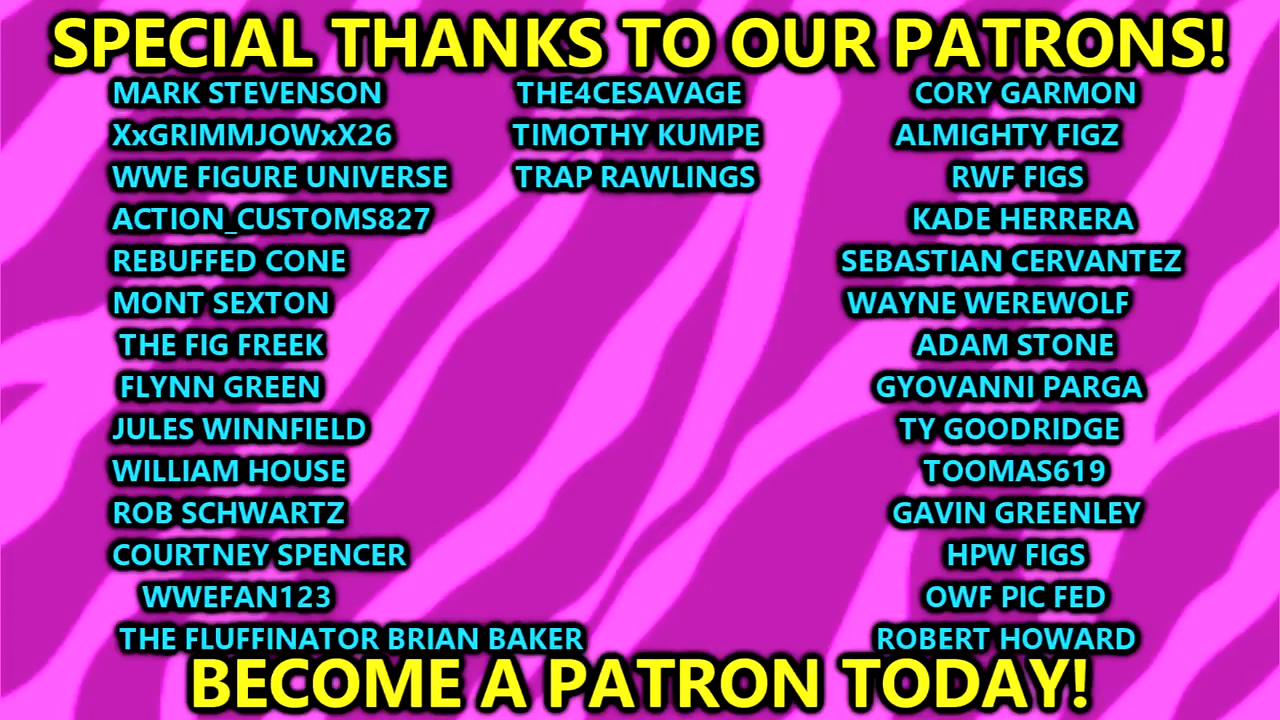 SPECIAL THANKS TO OUR PATRONS!
MARK STEVENSON
XxGRIMMJOWxX26
WWE FIGURE UNIVERSE
ACTION_CUSTOMS827
REBUFFED CONE
MONT SEXTON
THE FIG FREEK
FLYNN GREEN
JULES WINNFIELD
WILLIAM HOUSE
ROB SCHWARTZ
COURTNEY SPENCER
WWEFAN123
THE FLUFFINATOR BRIAN BAKER
THE4CESAVAGE
TIMOTHY KUMPE
TRAP RAWLINGS
CORY GARMON
ALMIGHTY FIGZ
RWF FIGS
KADE HERRERA
SEBASTIAN CERVANTEZ
WAYNE WEREWOLF
ADAM STONE
GYOVANNI PARGA
TY GOODRIDGE
TOOMAS619
GAVIN GREENLEY
HPW FIGS
OWF PIC FED
ROBERT HOWARD
BECOME A PATRON TODAY!